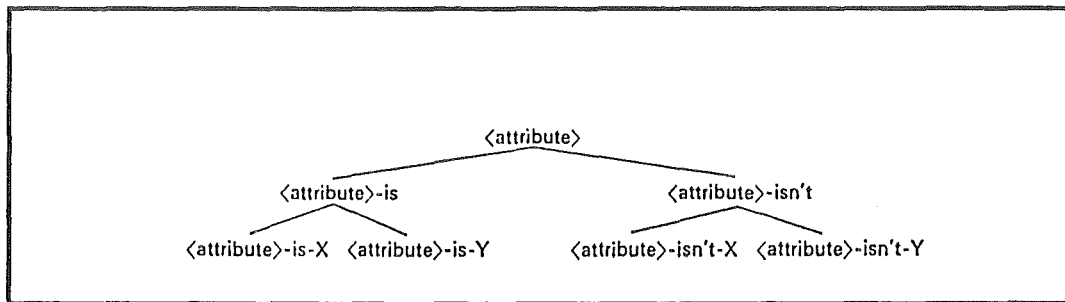 ⟨attribute⟩
⟨attribute⟩-is ⟨attribute⟩-isn't
⟨attribute⟩-is-X ⟨attribute⟩-is-Y ⟨attribute⟩-isn't-X ⟨attribute⟩-isn't-Y